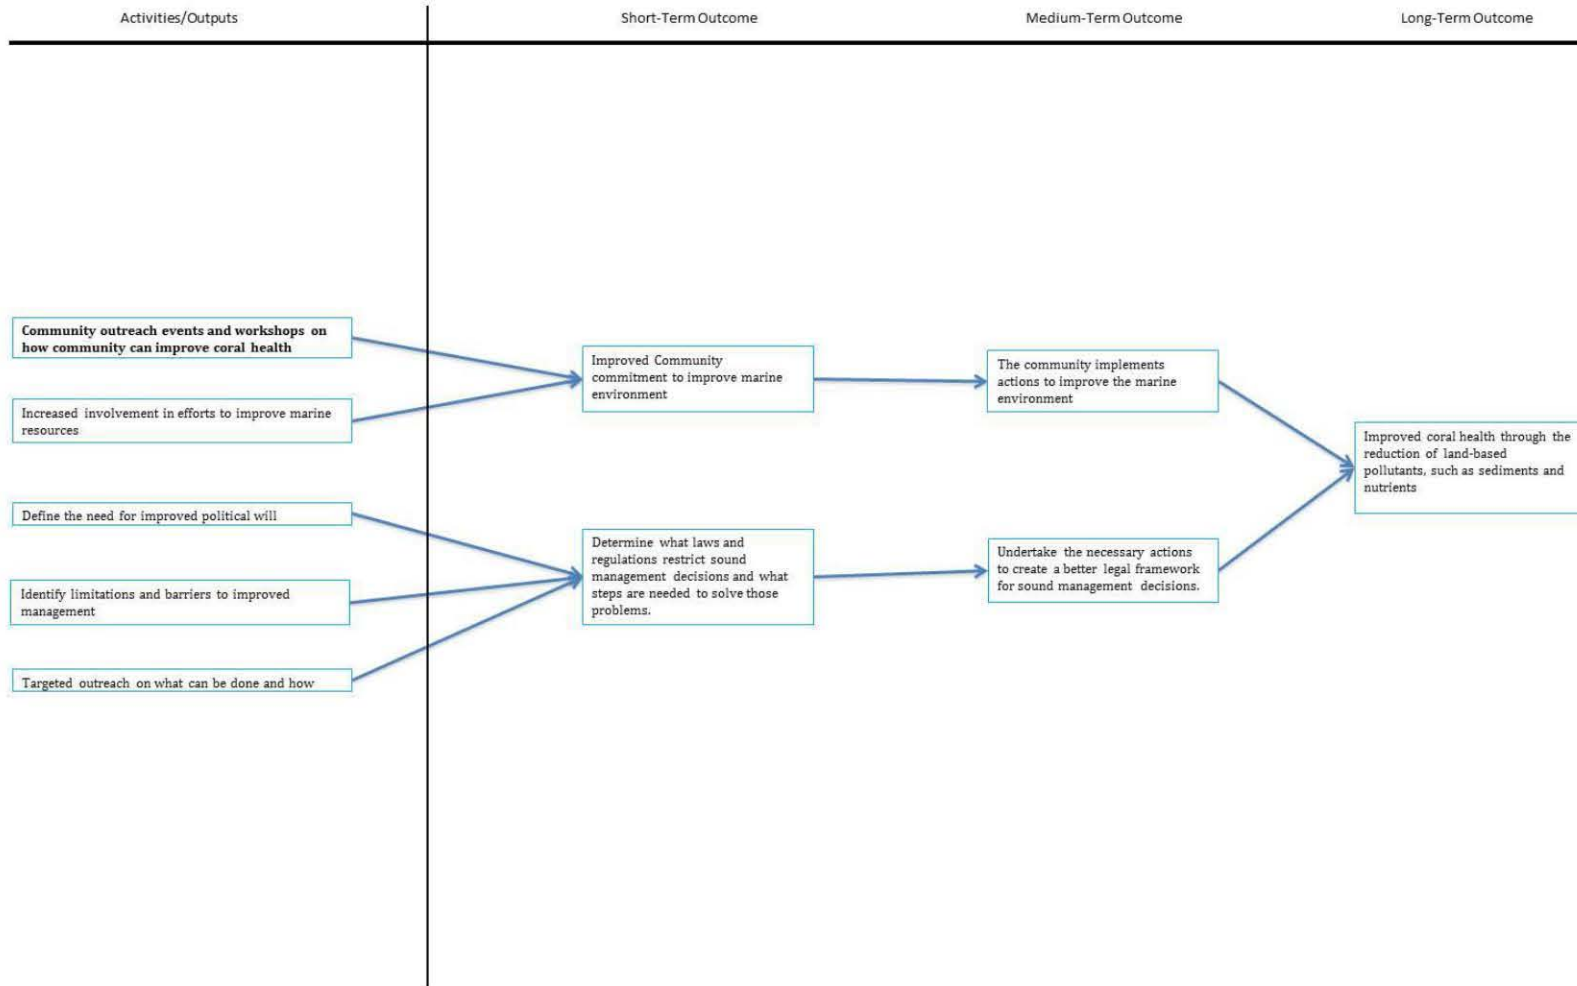 Activities/Outputs
Short-Term Outcome
Medium-Term Outcome
Long-Term Outcome
Community outreach events and workshops on
how community can improve coral health
Increased involvement in efforts to improve marine
resources
Define the need for improved political will
Identify limitations and barriers to improved
management
Targeted outreach on what can be done and how
Improved Community
commitment to improve marine
environment
Determine what laws and
regulations restrict sound
management decisions and what
steps are needed to solve those
problems.
The community implements
actions to improve the marine
environment
Undertake the necessary actions
to create a better legal framework
for sound management decisions.
Improved coral health through the
reduction of land-based
pollutants, such as sediments and
nutrients